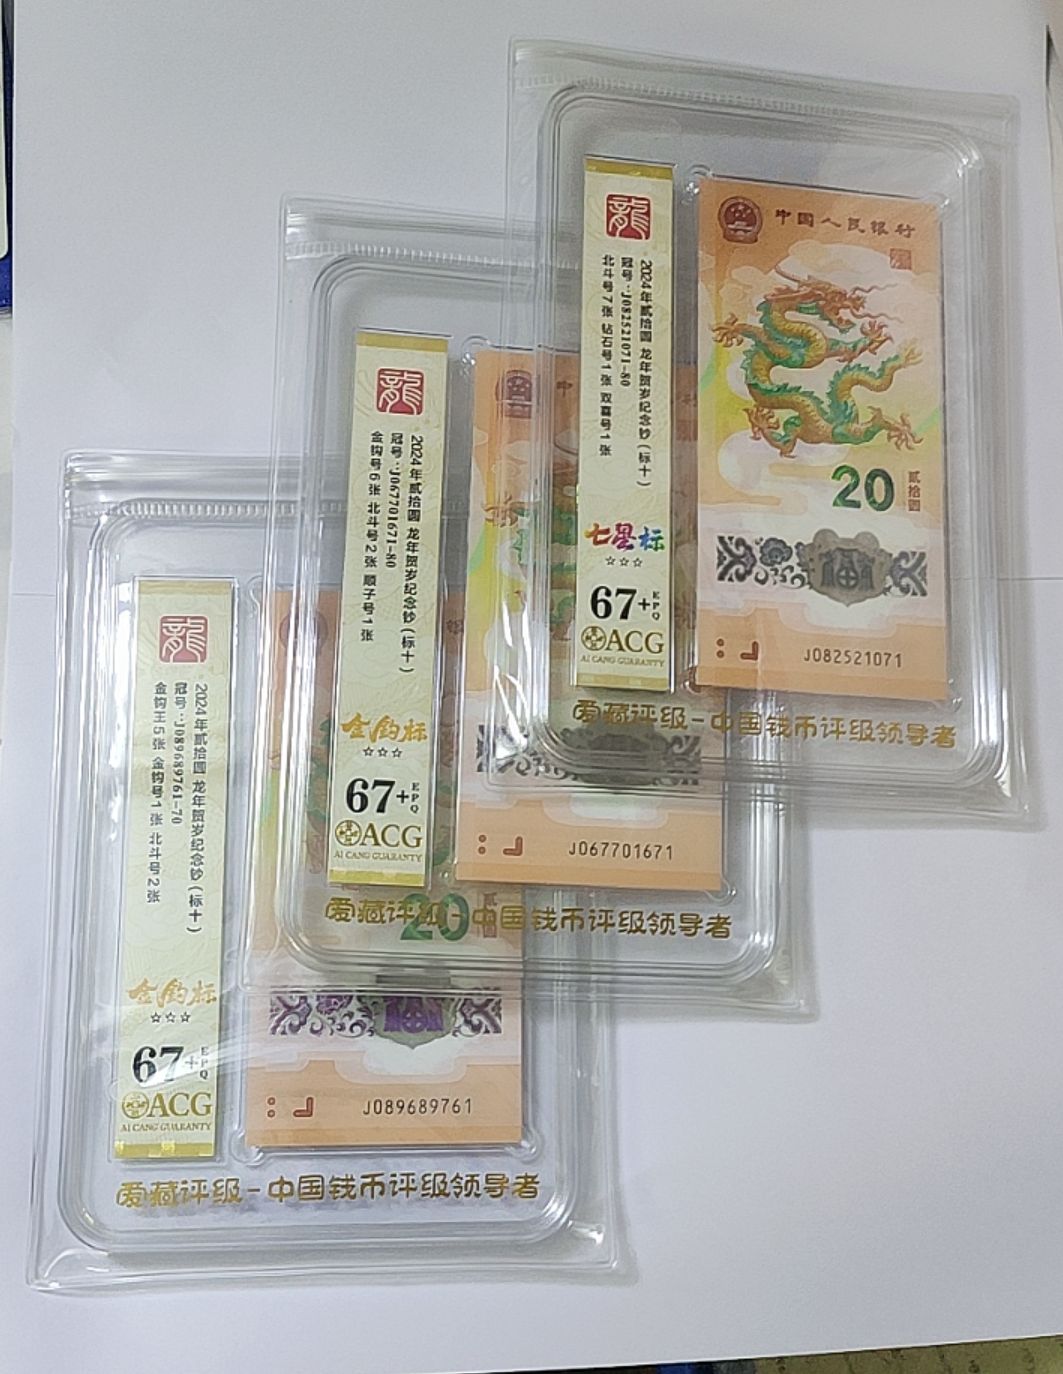 龍
2024年贰拾圆 龙年贺岁纪念钞(标十)
冠号:J082521071-80
北斗号7张 钻石号1张 双喜号1张
七星标
☆☆☆
67+
EPQ
ACG
AI CANG GUARANTY
中国人民银行
20
贰拾圆
J082521071
爱藏评级-中国钱币评级领导者
龍
2024年贰拾圆 龙年贺岁纪念钞(标十)
冠号:J067701671-80
金钩号6张 北斗号2张 顺子号1张
金钩标
☆☆☆
67+
EPQ
ACG
AI CANG GUARANTY
中
J067701671
爱藏评级-中国钱币评级领导者
龍
2024年贰拾圆 龙年贺岁纪念钞(标十)
冠号:J089689761-70
金钩王5张 金钩号1张 北斗号2张
金钩标
☆☆☆
67+
EPQ
ACG
AI CANG GUARANTY
20
J089689761
爱藏评级-中国钱币评级领导者